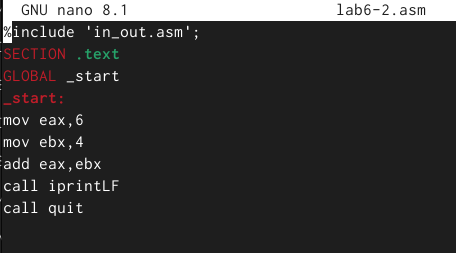 GNU nano 8.1 lab6-2.asm
%include 'in_out.asm';
SECTION .text
GLOBAL _start
_start:
mov eax,6
mov ebx,4
add eax,ebx
call iprintLF
call quit